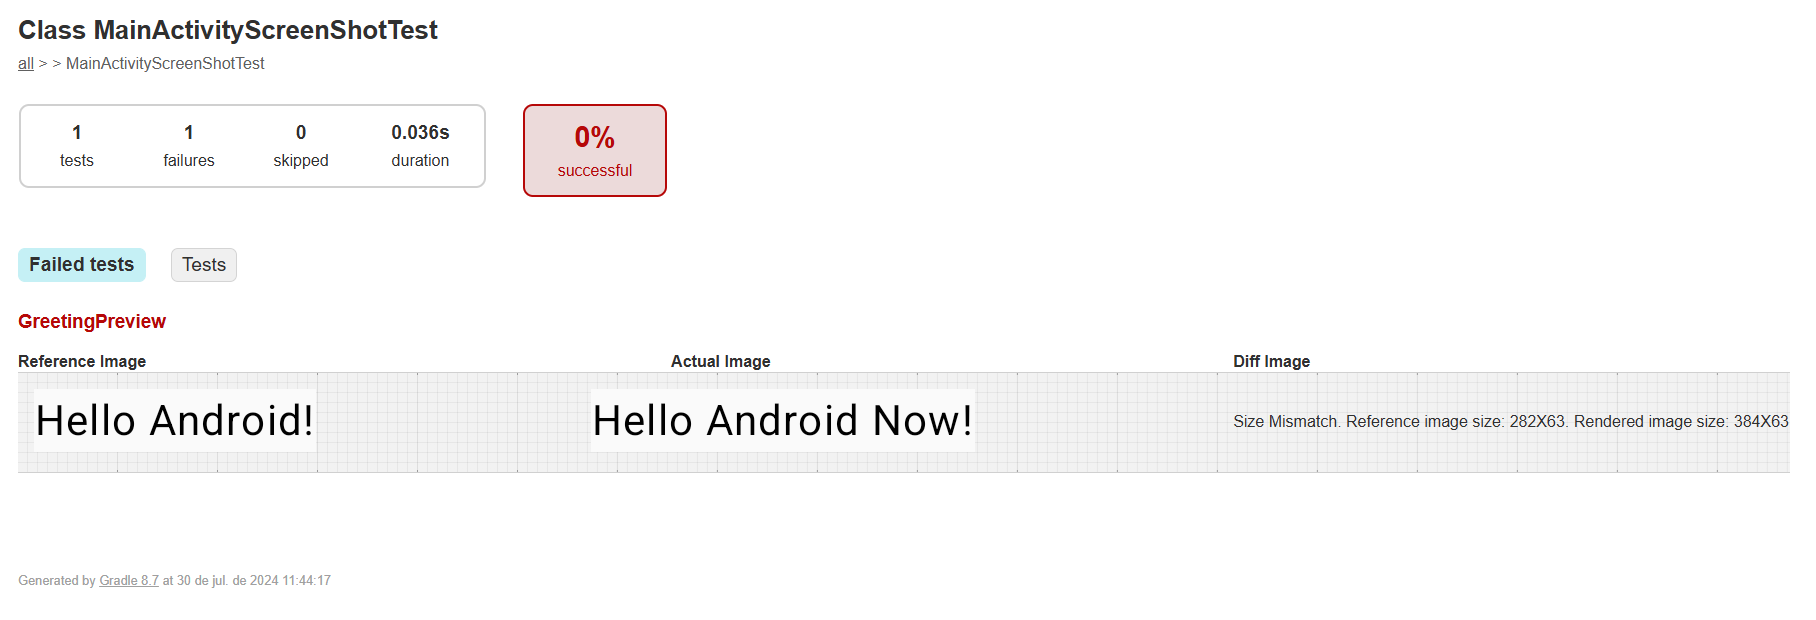 Class MainActivityScreenShotTest
all > > MainActivityScreenShotTest
1 1 0 0.036s
tests failures skipped duration
0%
successful
Failed tests Tests
GreetingPreview
Reference Image Actual Image Diff Image
Hello Android! Hello Android Now! Size Mismatch. Reference image size: 282X63. Rendered image size: 384X63
Generated by Gradle 8.7 at 30 de jul. de 2024 11:44:17